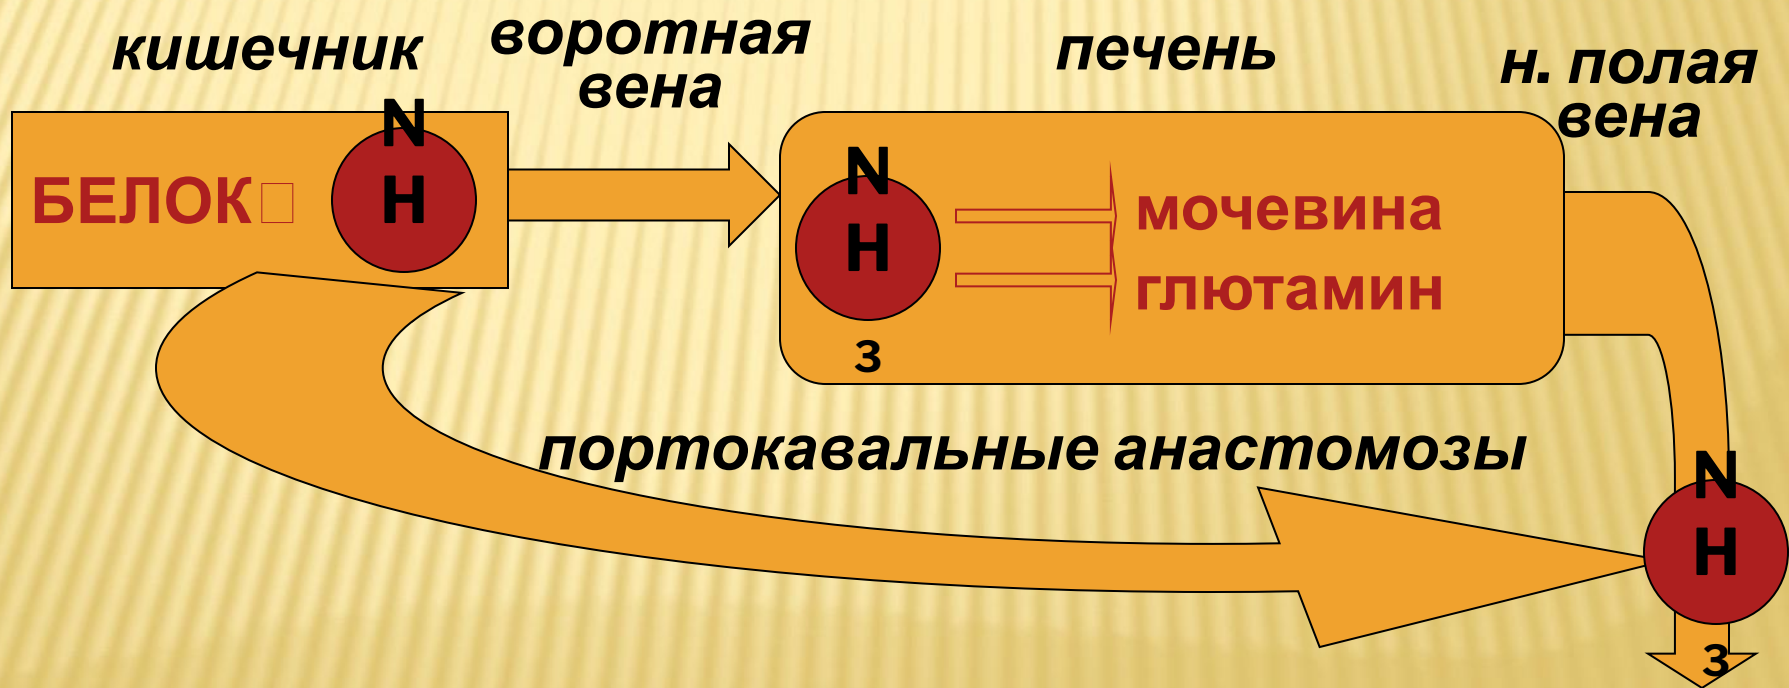 кишечник
воротная
вена
печень
н. полая
вена
БЕЛОК
N
H
N
H
3
мочевина
глютамин
портокавальные анастомозы
N
H
3